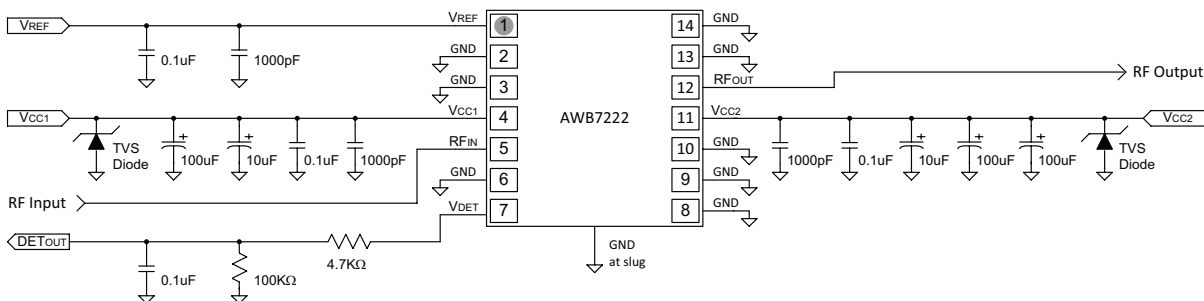 VREF
VREF
1
14
GND
0.1uF
1000pF
GND
2
13
GND
GND
3
12
RFOUT
RF Output
VCC1
VCC1
4
AWB7222
11
VCC2
VCC2
TVS
Diode
100uF
10uF
0.1uF
1000pF
RFIN
5
10
GND
1000pF
0.1uF
10uF
100uF
100uF
TVS
Diode
RF Input
GND
6
9
GND
VDET
7
8
GND
DETOUT
0.1uF
100KΩ
4.7KΩ
GND
at slug